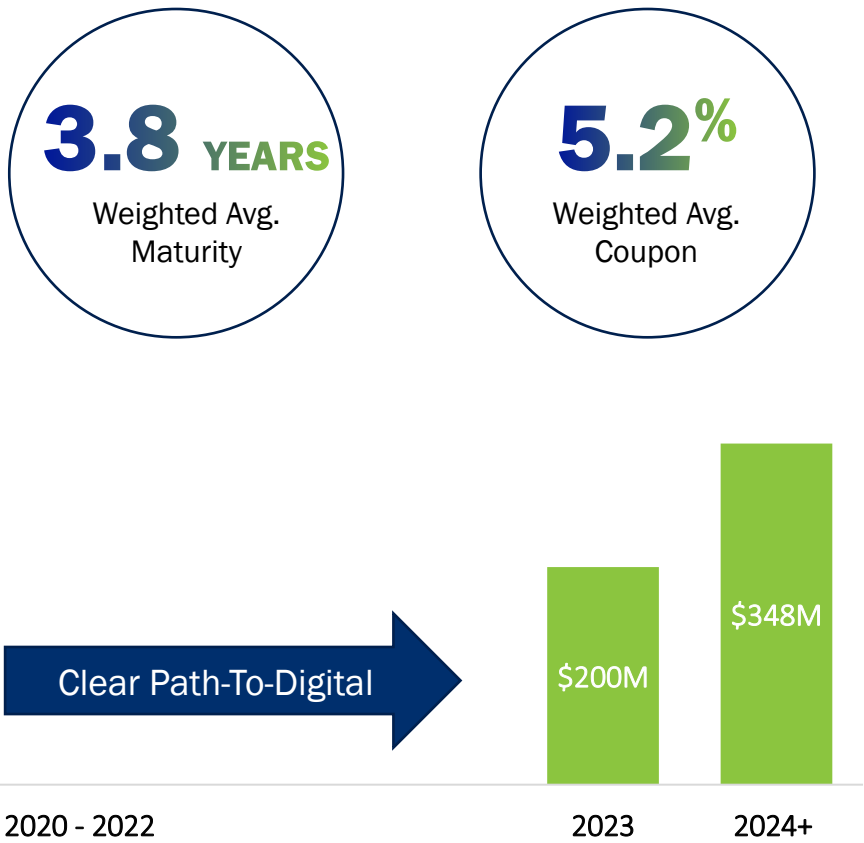 3.8 YEARS
Weighted Avg.
Maturity
5.2%
Weighted Avg.
Coupon
$348M
$200M
Clear Path-To-Digital
2020 - 2022
2023
2024+